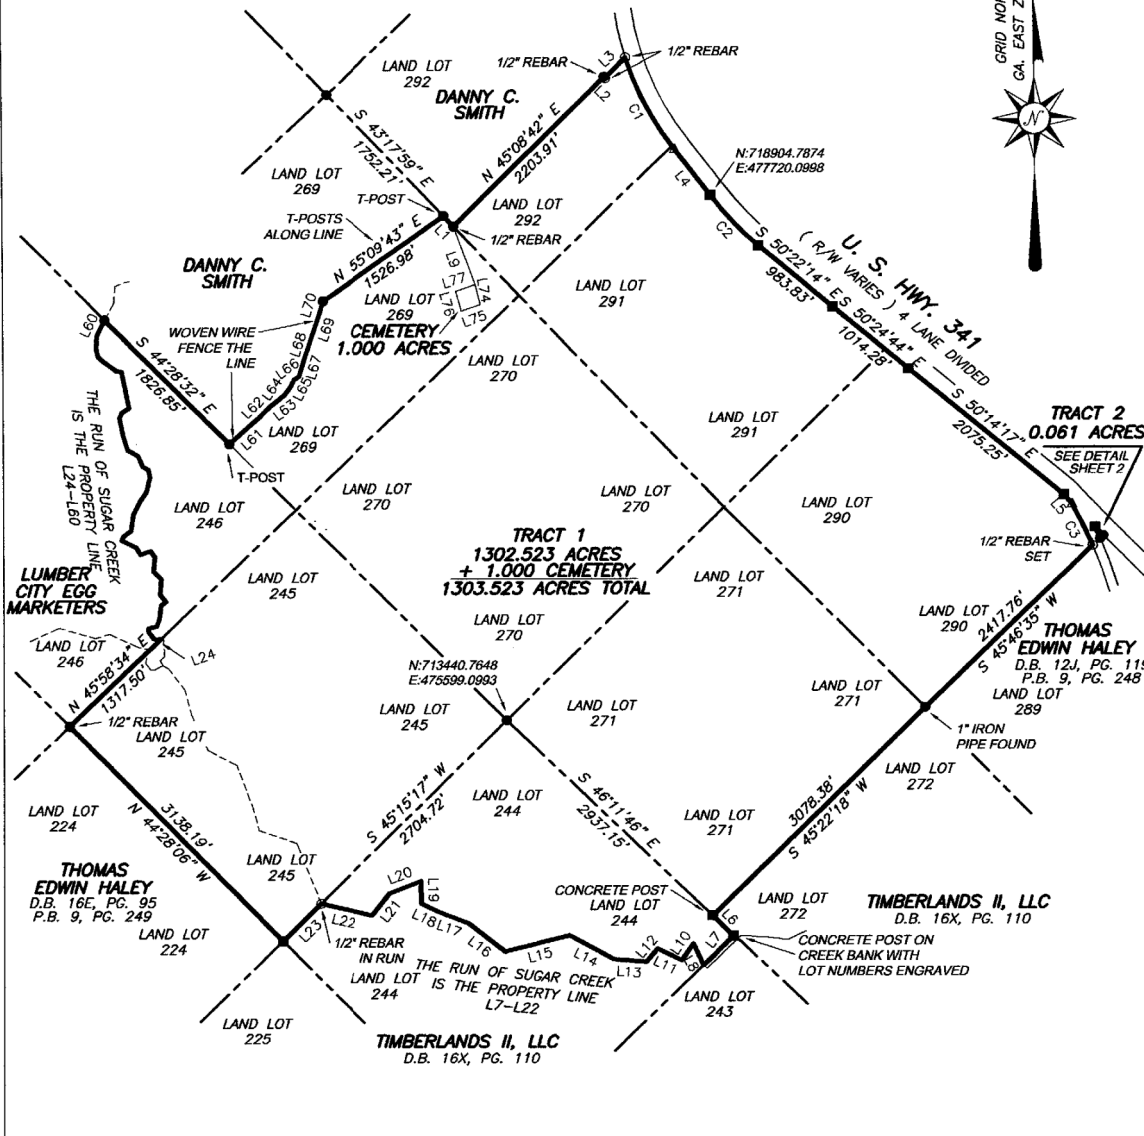 GRID NOR
GA. EAST Z
N
LAND LOT
292
DANNY C.
SMITH
1/2" REBAR
L3
L2
1/2" REBAR
C1
S 43°17'59" E
1752.21'
N 45°08'42" E
2203.91'
N:718904.7874
E:477720.0998
L4
LAND LOT
269
T-POST
T-POSTS
ALONG LINE
LAND LOT
292
L1
1/2" REBAR
C2
N 55°09'43" E
1526.98'
U. S. HWY. 341
( R/W VARIES ) 4 LANE DIVIDED
S 50°22'14" E
983.83'
S 50°24'44" E
1014.28'
S 50°14'17" E
2075.25'
DANNY C.
SMITH
L9
L77
L74
L76
L75
LAND LOT
291
L70
L69
LAND LOT
269
CEMETERY
1.000 ACRES
L60
WOVEN WIRE
FENCE THE
LINE
L68
L66
L67
L64
L65
L62
L63
L61
S 44°28'32" E
1826.85'
LAND LOT
270
LAND LOT
269
LAND LOT
291
TRACT 2
0.061 ACRES
SEE DETAIL
SHEET 2
THE RUN OF SUGAR CREEK
IS THE PROPERTY LINE
L24-L60
T-POST
LAND LOT
246
LAND LOT
270
LAND LOT
270
LAND LOT
290
L5
C3
1/2" REBAR
SET
TRACT 1
1302.523 ACRES
+ 1.000 CEMETERY
1303.523 ACRES TOTAL
LUMBER
CITY EGG
MARKETERS
LAND LOT
245
LAND LOT
271
LAND LOT
290
2417.76'
S 45°46'35" W
THOMAS
EDWIN HALEY
D.B. 12J, PG. 119
P.B. 9, PG. 248
LAND LOT
246
L24
N 45°58'34" E
1317.50'
LAND LOT
270
N:713440.7648
E:475599.0993
LAND LOT
289
1/2" REBAR
LAND LOT
245
LAND LOT
245
LAND LOT
271
LAND LOT
271
1" IRON
PIPE FOUND
LAND LOT
272
LAND LOT
224
3138.19'
N 44°28'06" W
S 45°15'17" W
2704.72'
LAND LOT
244
S 46°11'46" E
2937.15'
LAND LOT
271
3078.38'
S 45°22'18" W
THOMAS
EDWIN HALEY
D.B. 16E, PG. 95
P.B. 9, PG. 249
LAND LOT
245
L20
L19
L21
L22
L23
L18
L17
L16
L15
L14
L13
L12
L11
L10
L8
L7
L6
CONCRETE POST
LAND LOT
244
LAND LOT
272
TIMBERLANDS II, LLC
D.B. 16X, PG. 110
LAND LOT
224
1/2" REBAR
IN RUN
CONCRETE POST ON
CREEK BANK WITH
LOT NUMBERS ENGRAVED
THE RUN OF SUGAR CREEK
IS THE PROPERTY LINE
L7-L22
LAND LOT
244
LAND LOT
243
LAND LOT
225
TIMBERLANDS II, LLC
D.B. 16X, PG. 110